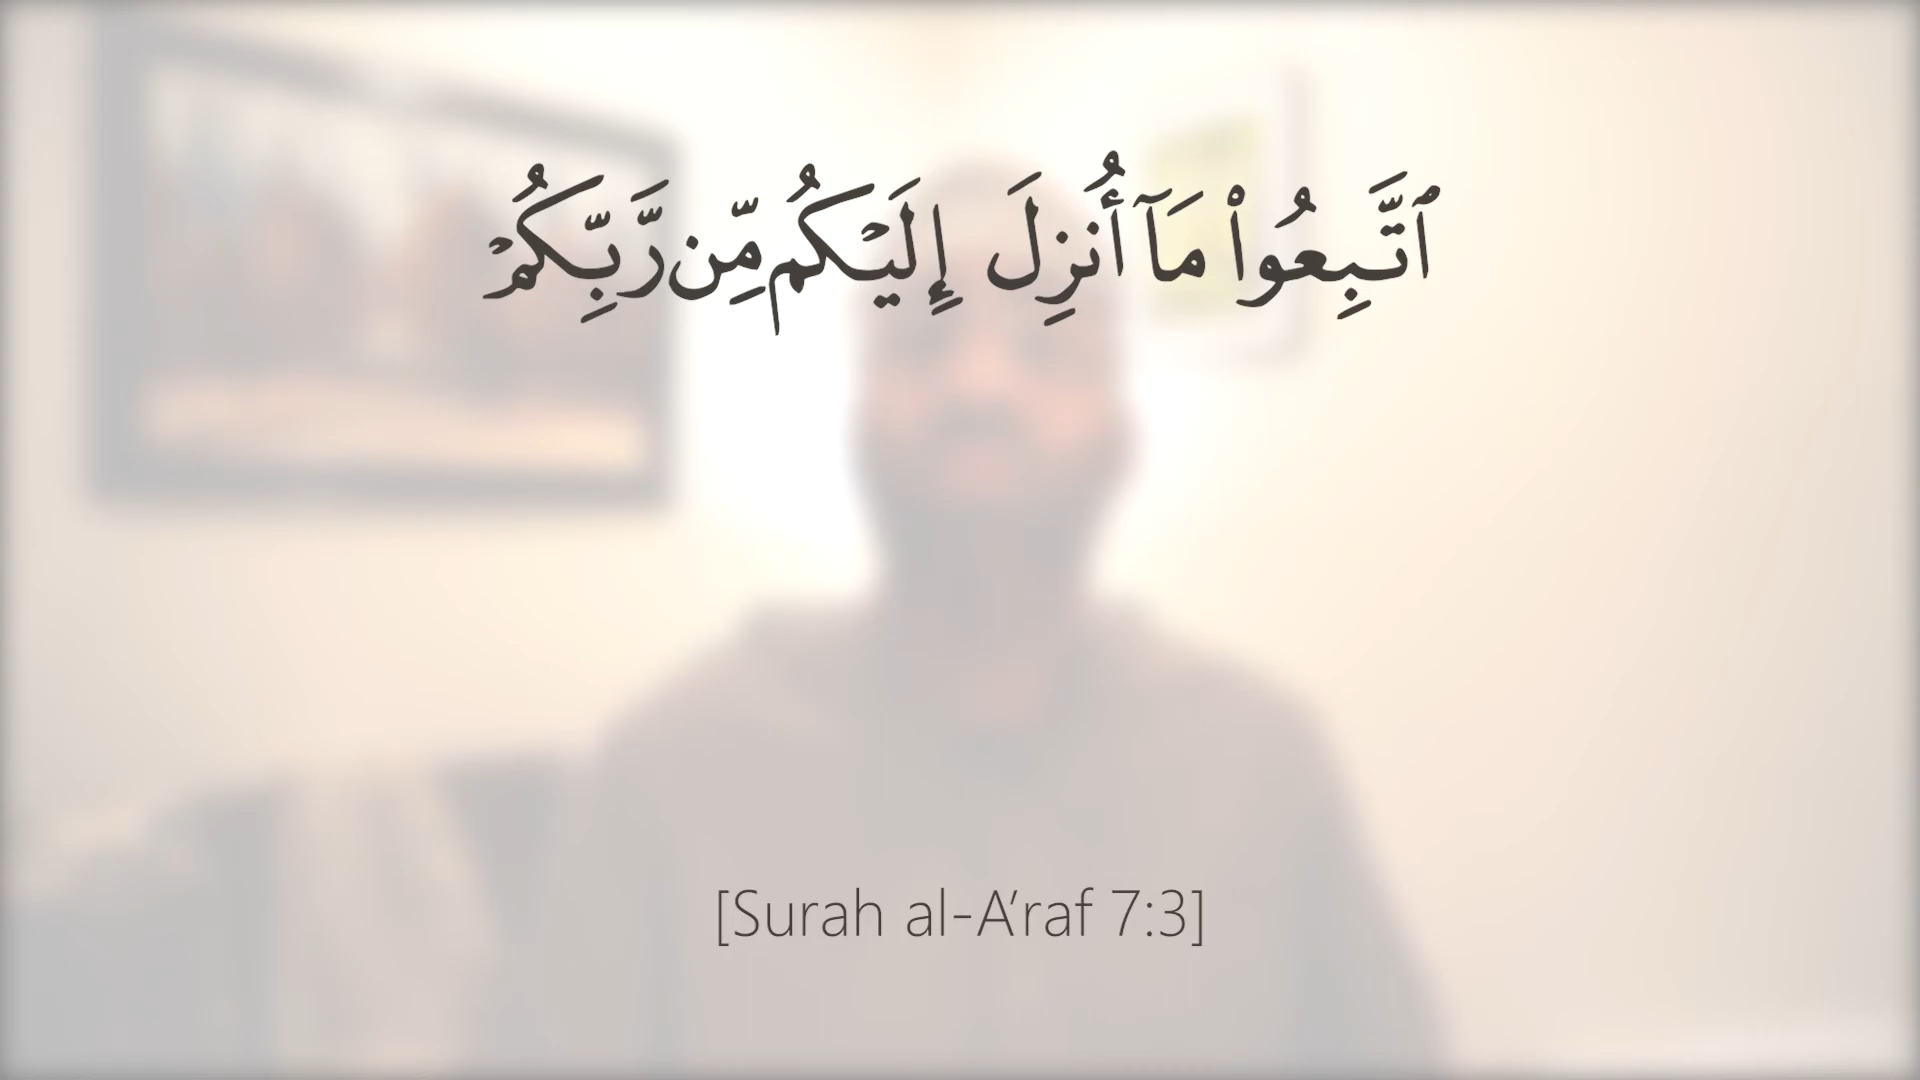 ٱتَّبِعُوا۟ مَآ أُنزِلَ إِلَيْكُم مِّن رَّبِّكُمْ
[Surah al-A’raf 7:3]